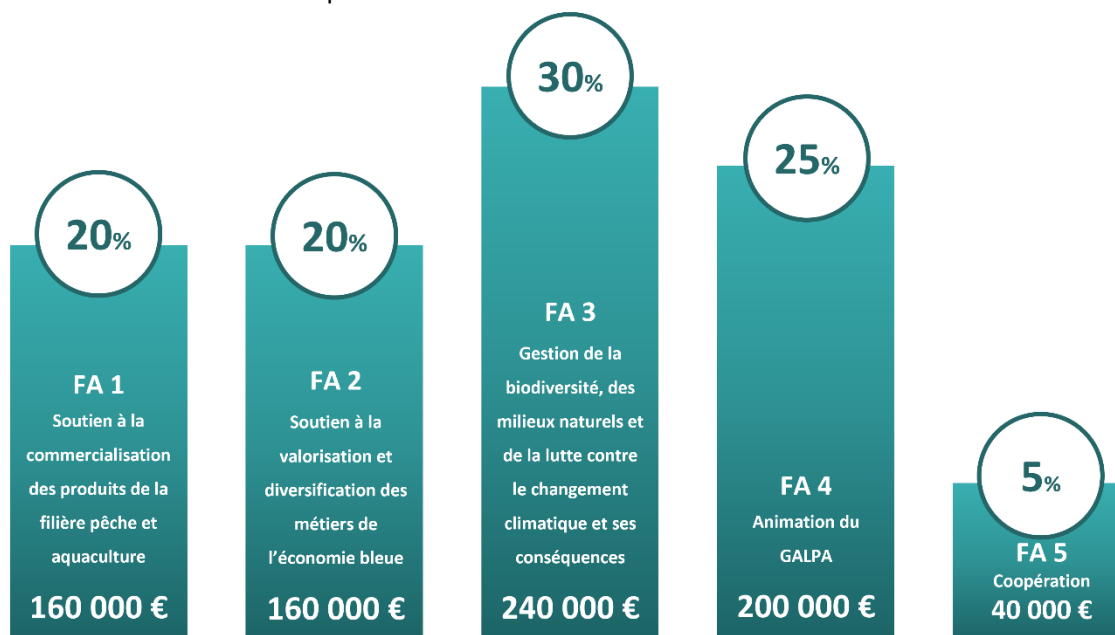 20%
FA 1
Soutien à la
commercialisation
des produits de la
filière pêche et
aquaculture
160 000 €
20%
FA 2
Soutien à la
valorisation et
diversification des
métiers de
l'économie bleue
160 000 €
30%
FA 3
Gestion de la
biodiversité, des
milieux naturels et
de la lutte contre
le changement
climatique et ses
conséquences
240 000 €
25%
FA 4
Animation du
GALPA
200 000 €
5%
FA 5
Coopération
40 000 €